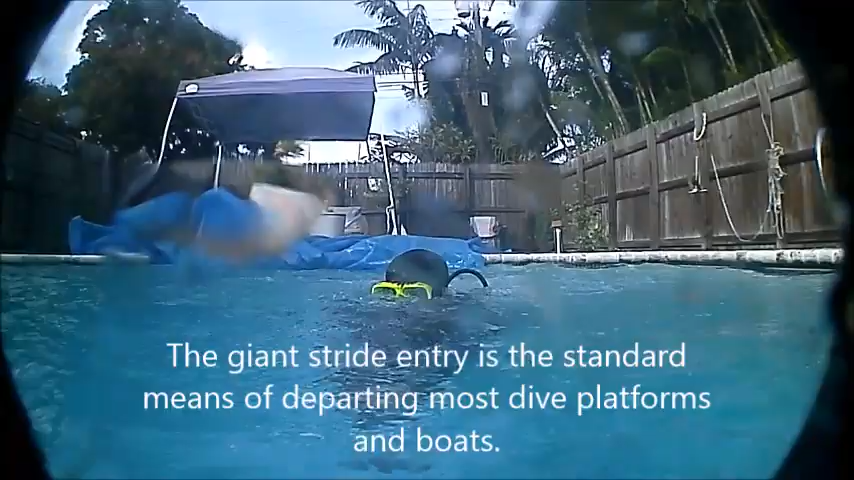 The giant stride entry is the standard
means of departing most dive platforms
and boats.